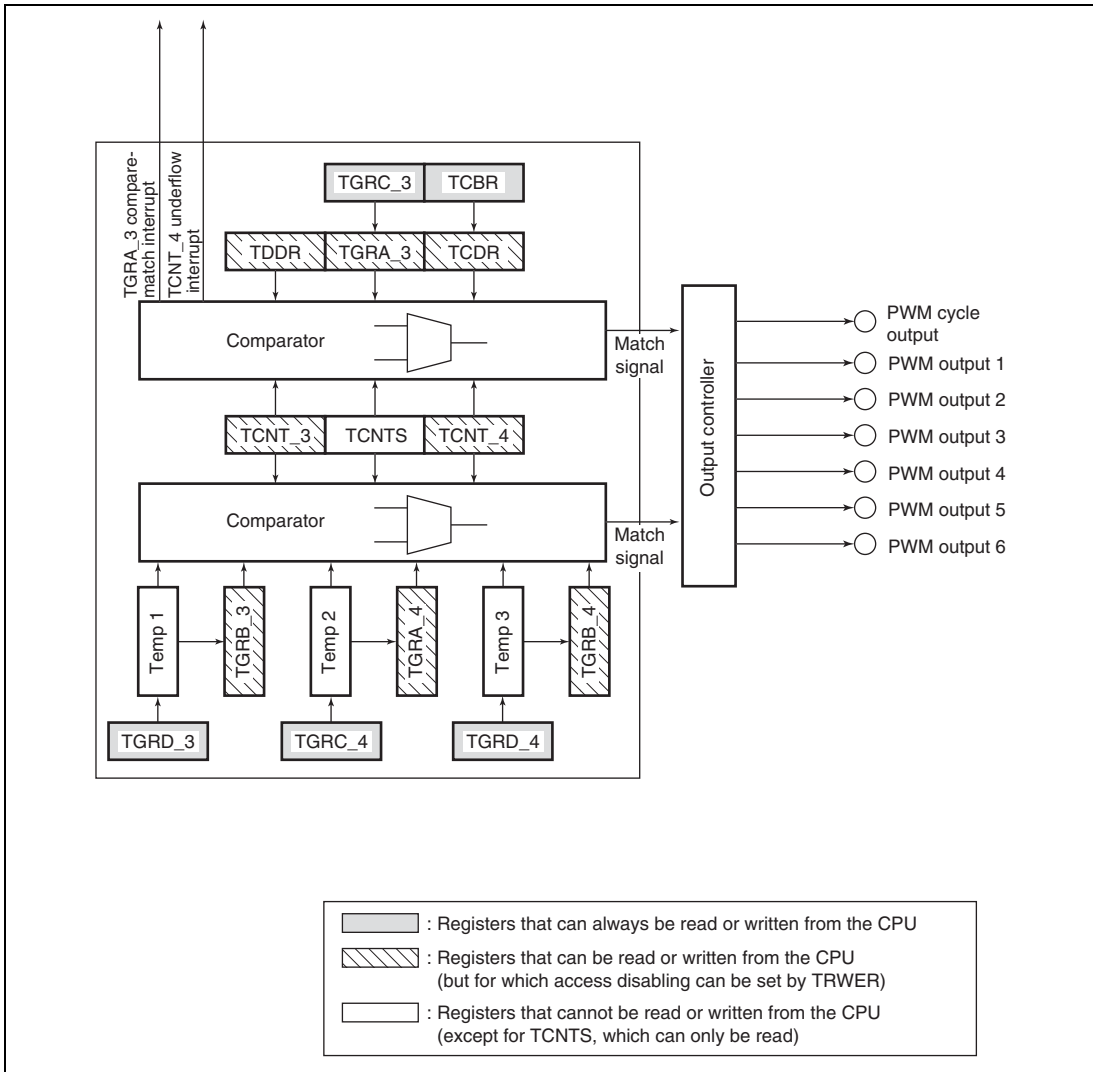 TGRA_3 compare-
match interrupt
TCNT_4 underflow
interrupt
TGRC_3
TCBR
TDDR
TGRA_3
TCDR
Comparator
Match
signal
TCNT_3
TCNTS
TCNT_4
Comparator
Match
signal
Output controller
PWM cycle
output
PWM output 1
PWM output 2
PWM output 3
PWM output 4
PWM output 5
PWM output 6
Temp 1
TGRB_3
Temp 2
TGRA_4
Temp 3
TGRB_4
TGRD_3
TGRC_4
TGRD_4
: Registers that can always be read or written from the CPU
: Registers that can be read or written from the CPU
(but for which access disabling can be set by TRWER)
: Registers that cannot be read or written from the CPU
(except for TCNTS, which can only be read)